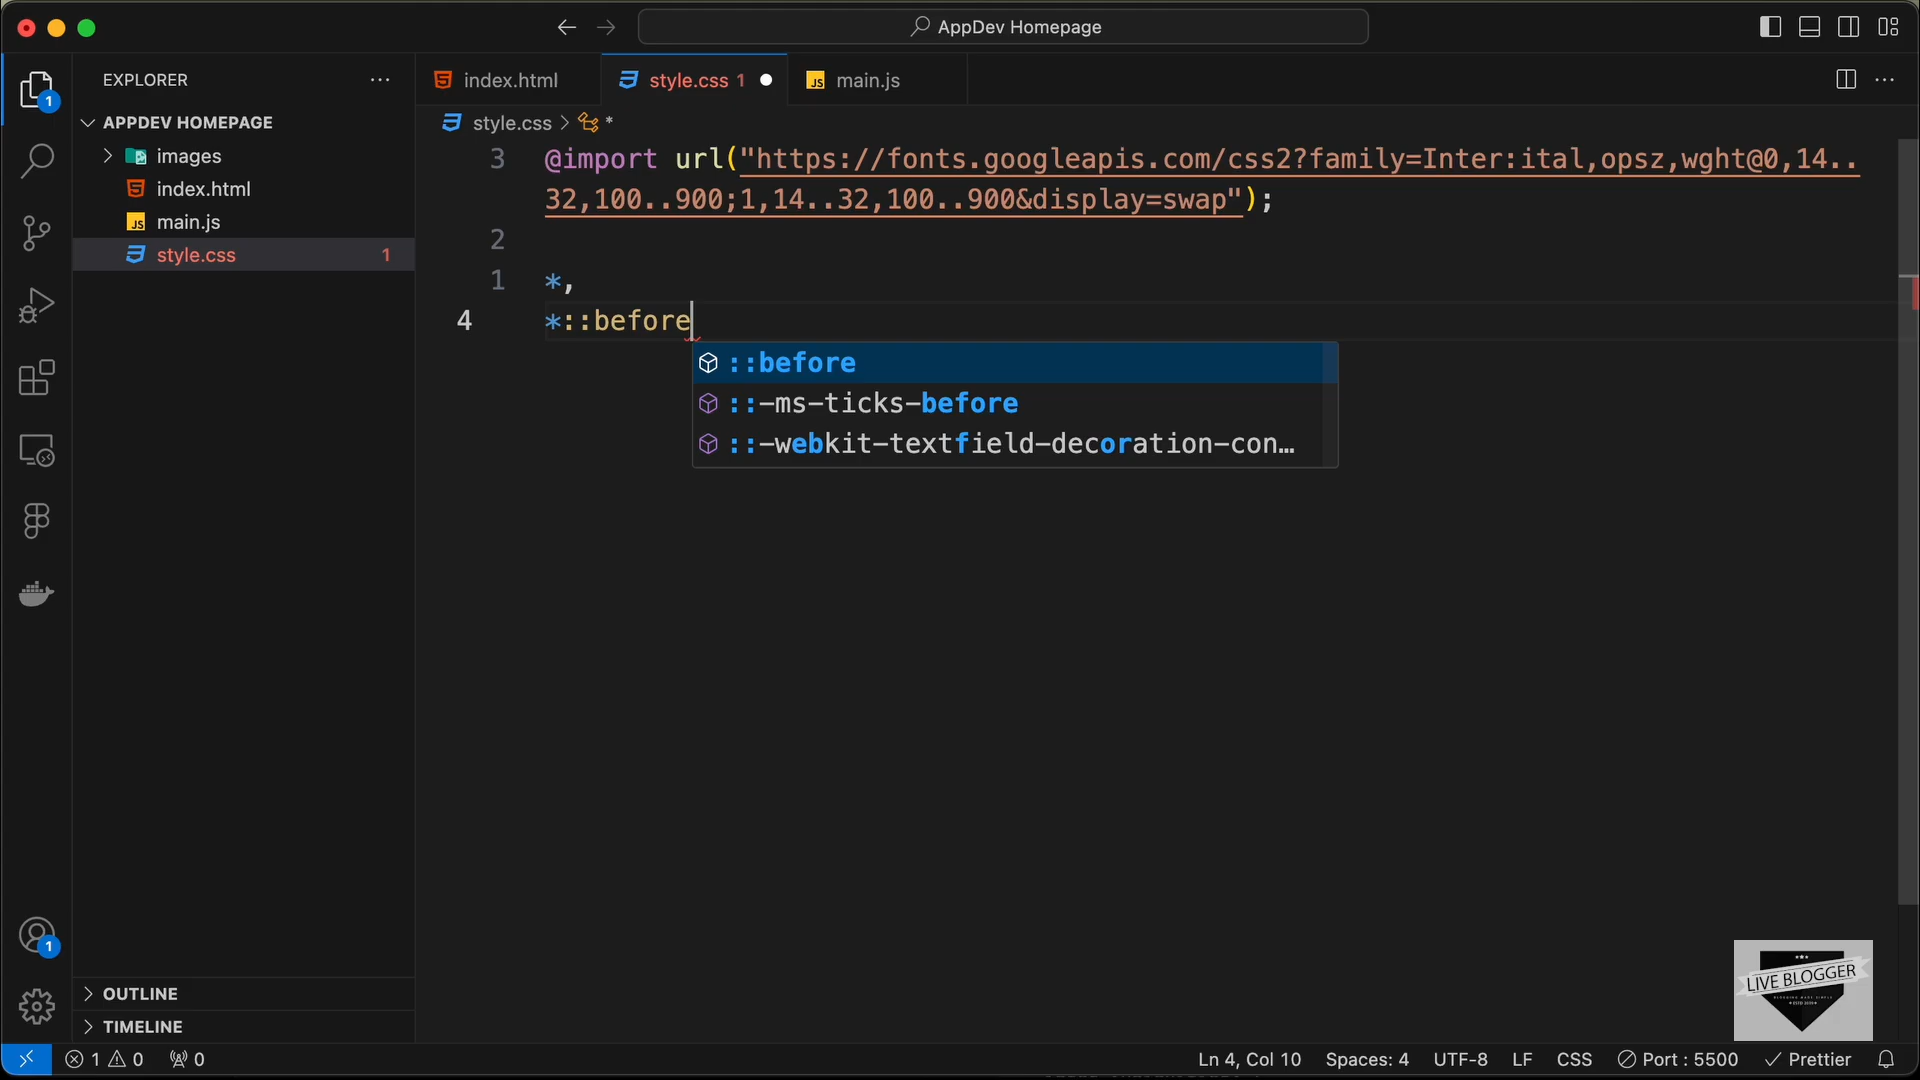 AppDev Homepage
EXPLORER
index.html
style.css 1
main.js
1
APPDEV HOMEPAGE
style.css > *
images
index.html
main.js
style.css 1
3 @import url("https://fonts.googleapis.com/css2?family=Inter:ital,opsz,wght@0,14..
32,100..900;1,14..32,100..900&display=swap");
2
1 *,
4 *::before
::before
::-ms-ticks-before
::-webkit-textfield-decoration-con…
1
OUTLINE
TIMELINE
LIVE BLOGGER
1 0 0
Ln 4, Col 10 Spaces: 4 UTF-8 LF CSS Port : 5500 Prettier